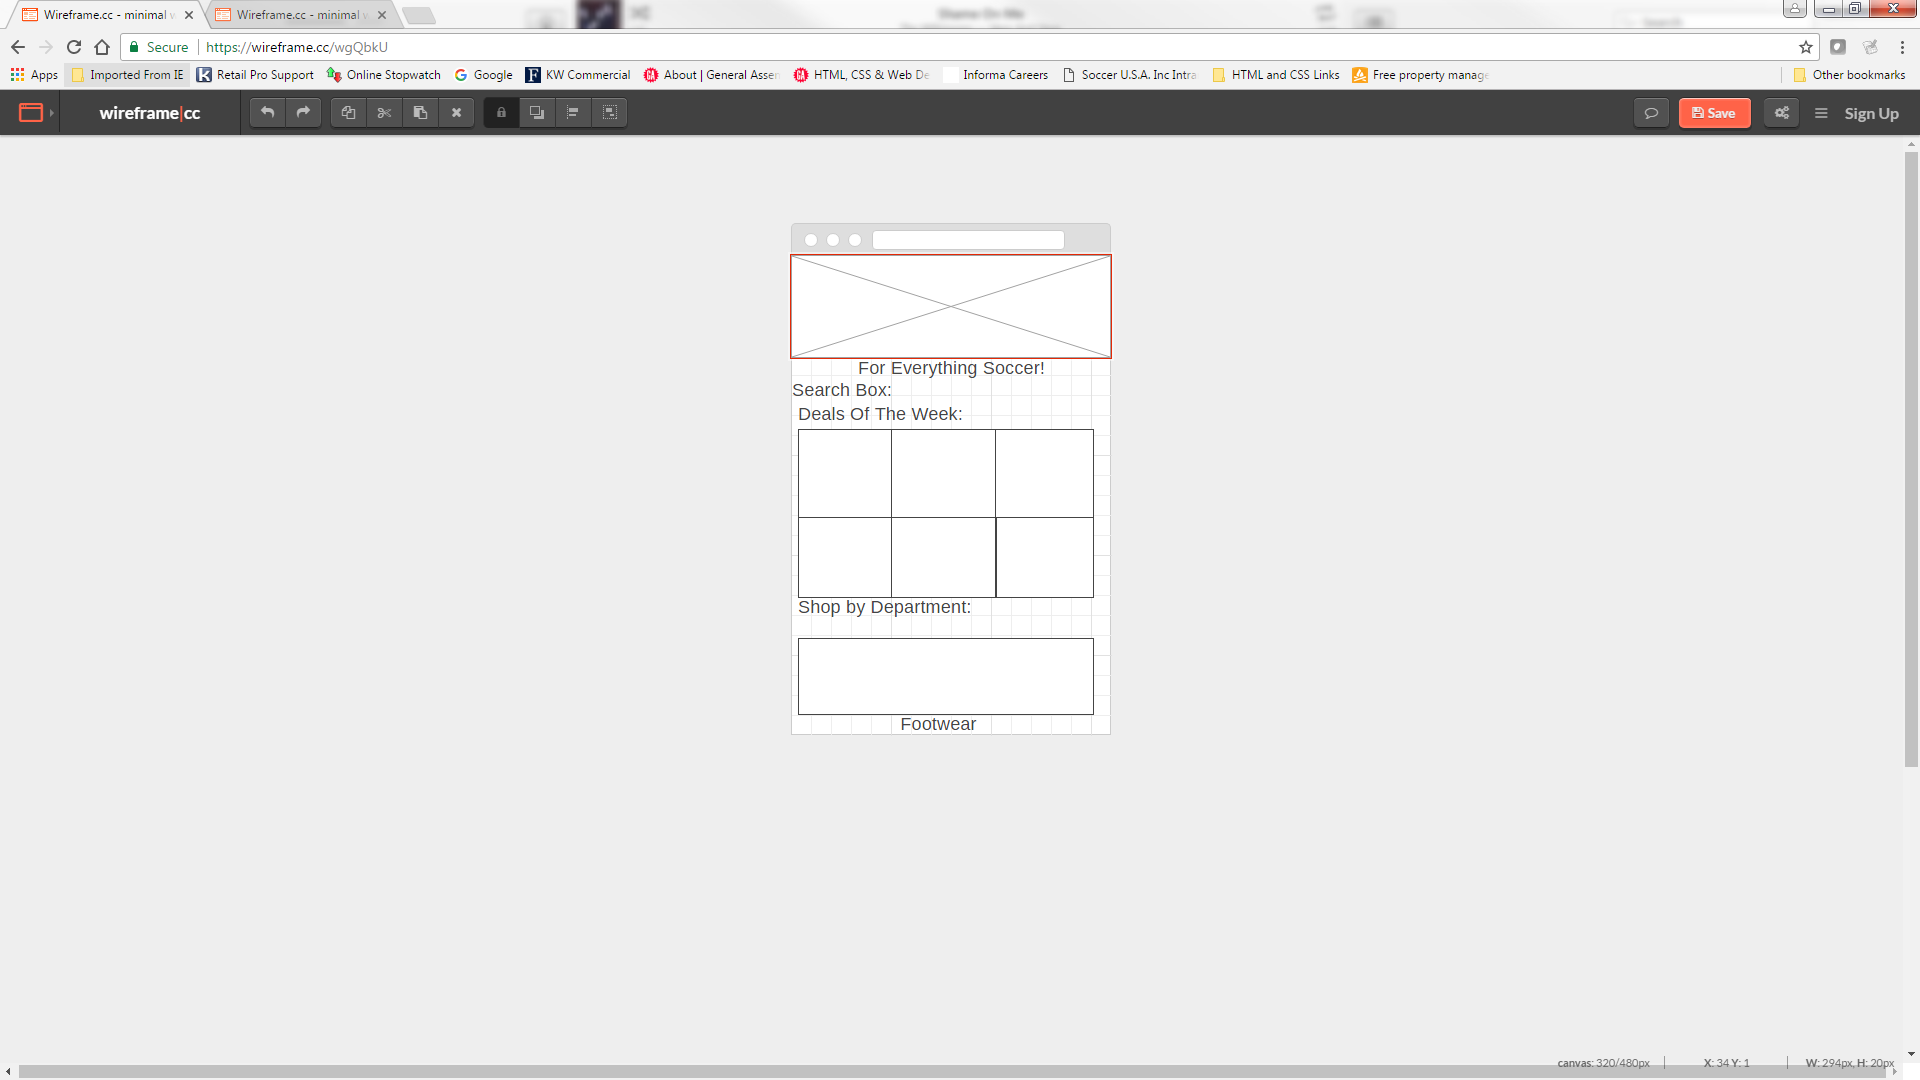 Wireframe.cc - minimal w
Wireframe.cc - minimal w
Secure
https://wireframe.cc/wgQbkU
Apps
Imported From IE
Retail Pro Support
Online Stopwatch
Google
KW Commercial
About | General Assem
HTML, CSS & Web De
Informa Careers
Soccer U.S.A. Inc Intra
HTML and CSS Links
Free property manage
Other bookmarks
wireframe|cc
Save
Sign Up
For Everything Soccer!
Search Box:
Deals Of The Week:
Shop by Department:
Footwear
canvas: 320/480px
X: 34 Y: 1
W: 294px, H: 20px